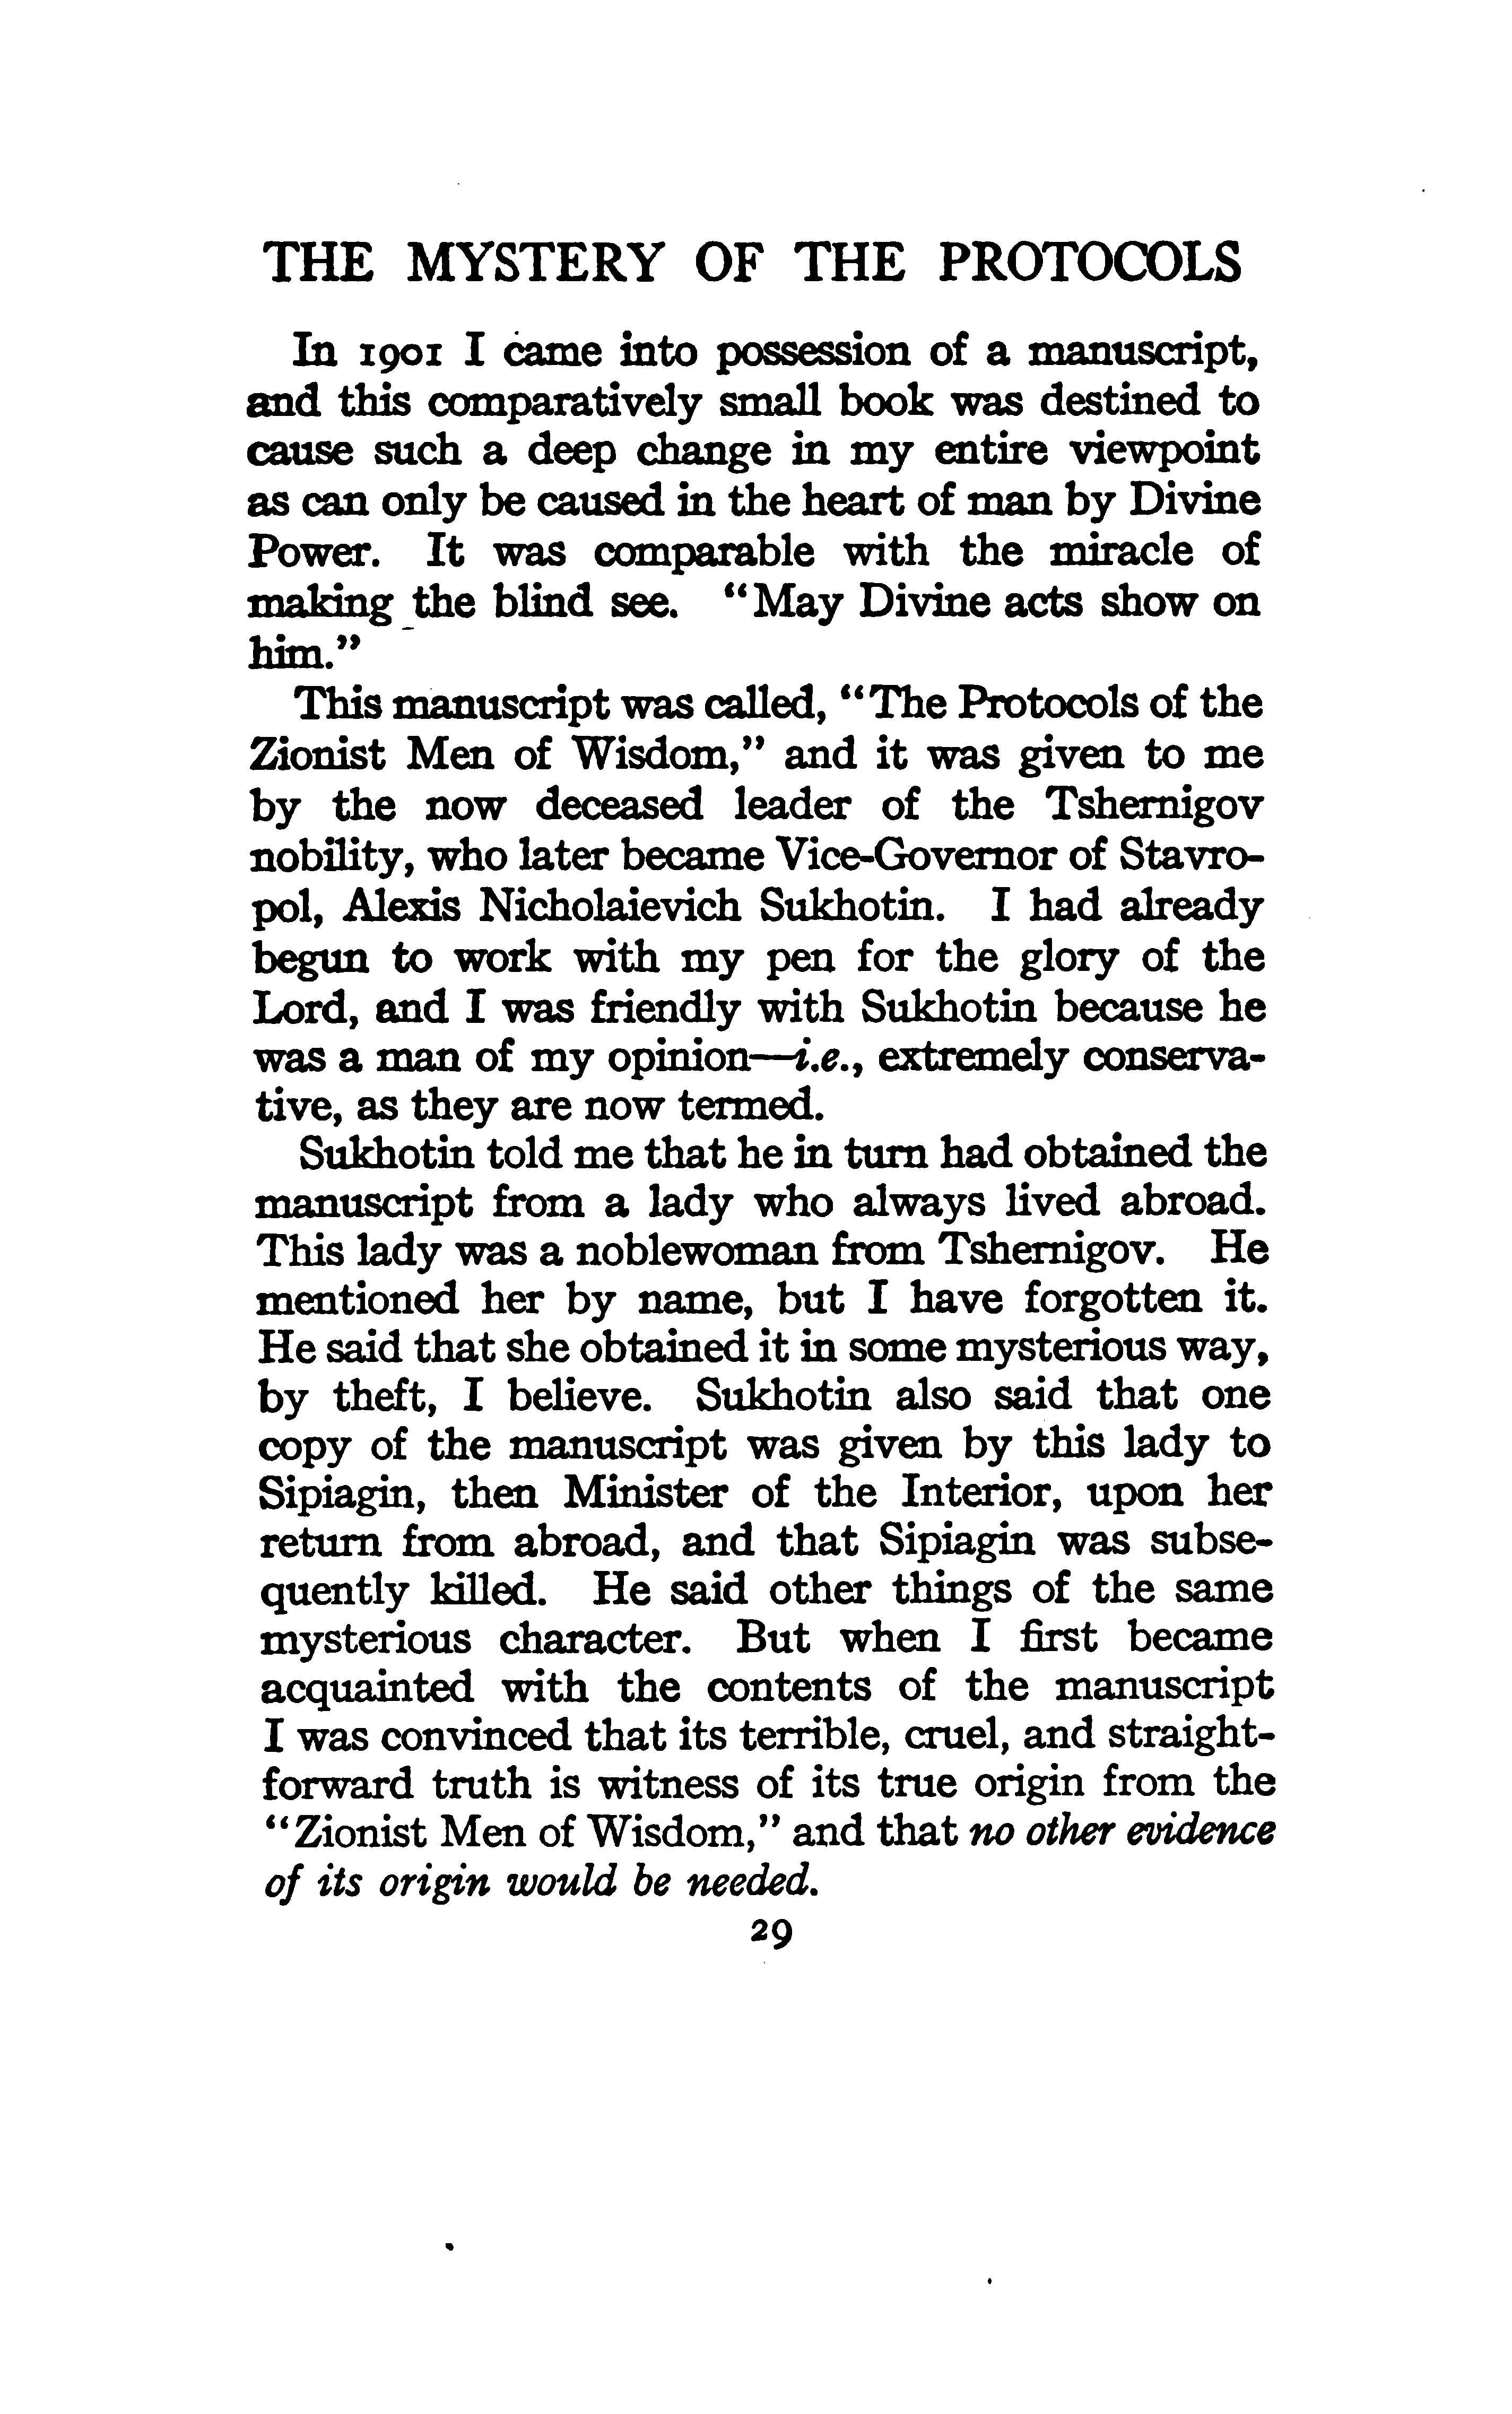 THE MYSTERY OF THE PROTOCOLS
In 1901 I came into possession of a manuscript,
and this comparatively small book was destined to
cause such a deep change in my entire viewpoint
as can only be caused in the heart of man by Divine
Power. It was comparable with the miracle of
making the blind see. “May Divine acts show on
him.”
This manuscript was called, “The Protocols of the
Zionist Men of Wisdom,” and it was given to me
by the now deceased leader of the Tshernigov
nobility, who later became Vice-Governor of Stavro-
pol, Alexis Nicholaievich Sukhotin. I had already
begun to work with my pen for the glory of the
Lord, and I was friendly with Sukhotin because he
was a man of my opinion—i.e., extremely conserva-
tive, as they are now termed.
Sukhotin told me that he in turn had obtained the
manuscript from a lady who always lived abroad.
This lady was a noblewoman from Tshernigov. He
mentioned her by name, but I have forgotten it.
He said that she obtained it in some mysterious way,
by theft, I believe. Sukhotin also said that one
copy of the manuscript was given by this lady to
Sipiagin, then Minister of the Interior, upon her
return from abroad, and that Sipiagin was subse-
quently killed. He said other things of the same
mysterious character. But when I first became
acquainted with the contents of the manuscript
I was convinced that its terrible, cruel, and straight-
forward truth is witness of its true origin from the
“Zionist Men of Wisdom,” and that no other evidence
of its origin would be needed.
29